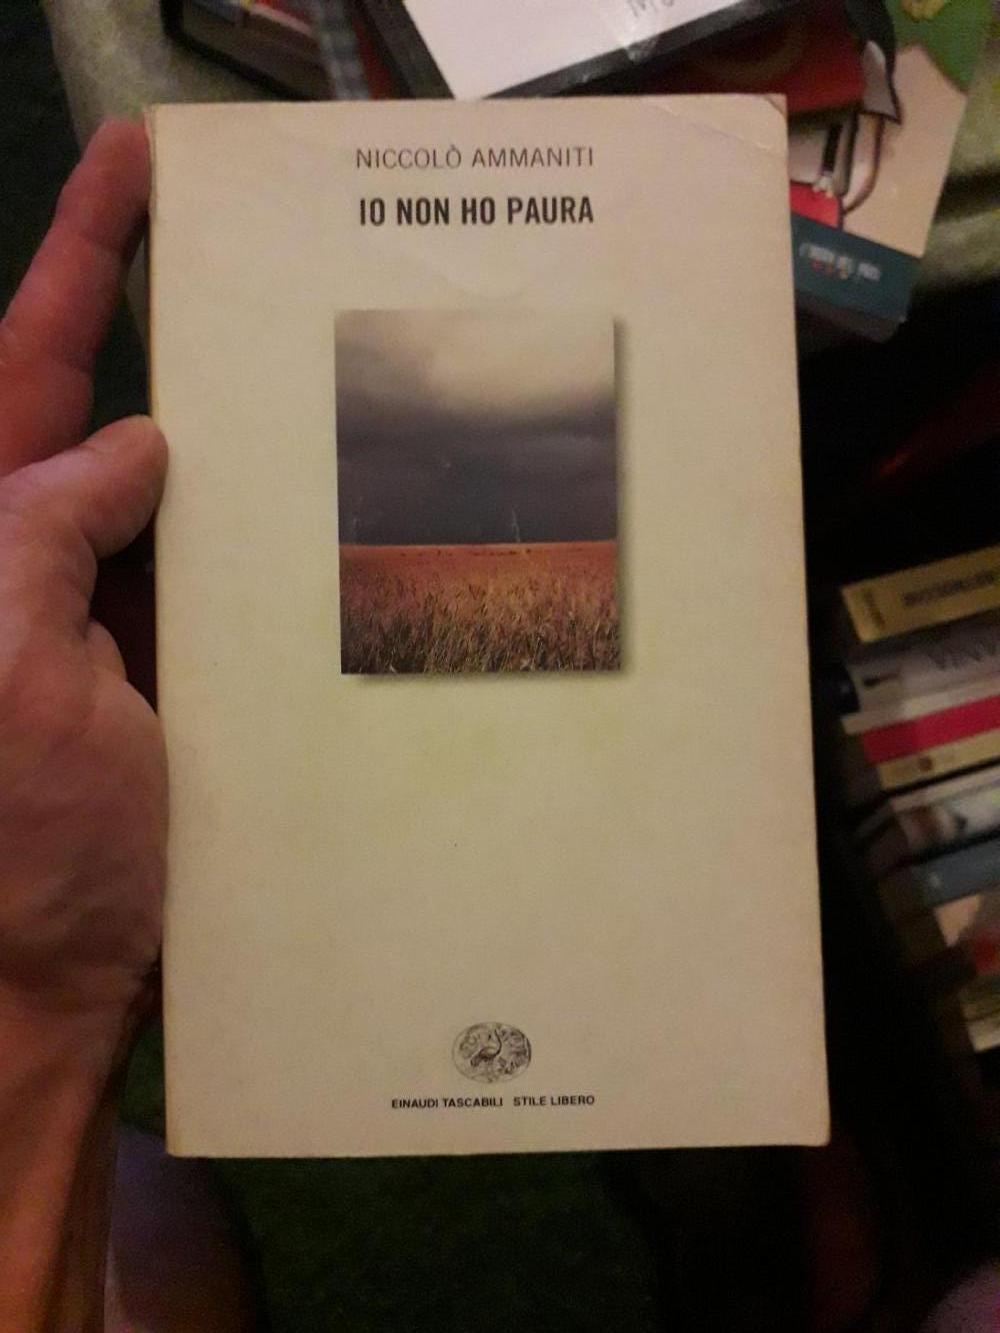 NICCOLÒ AMMANITI
IO NON HO PAURA
EINAUDI TASCABILI STILE LIBERO